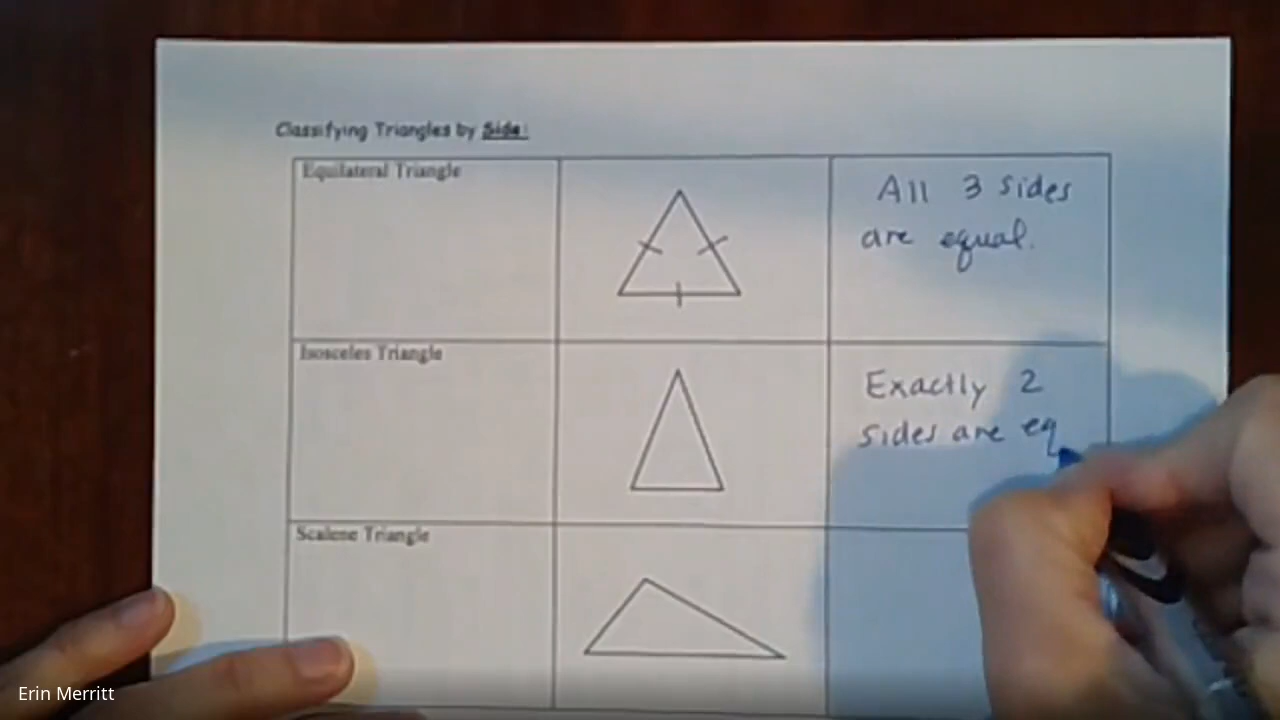 Classifying Triangles by Side:
Equilateral Triangle
All 3 sides
are equal.
Isosceles Triangle
Exactly 2
sides are eq
Scalene Triangle
Erin Merritt